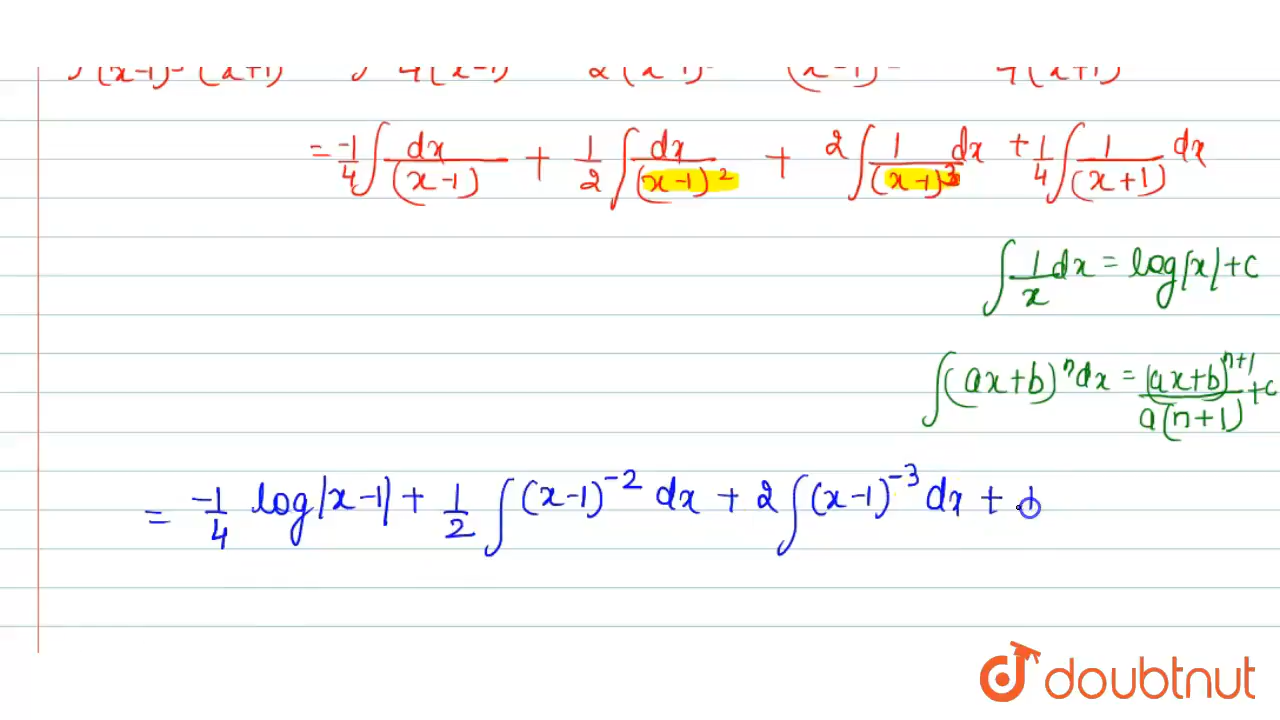 = -1/4 ∫ dx/(x-1) + 1/2 ∫ dx/(x-1)² + 2 ∫ 1/(x-1)³ dx + 1/4 ∫ 1/(x+1) dx
∫ 1/x dx = log|x| + c
∫(ax+b)ⁿ dx = (ax+b)ⁿ⁺¹/a(n+1) + c
= -1/4 log|x-1| + 1/2 ∫ (x-1)⁻² dx + 2 ∫ (x-1)⁻³ dx +
doubtnut